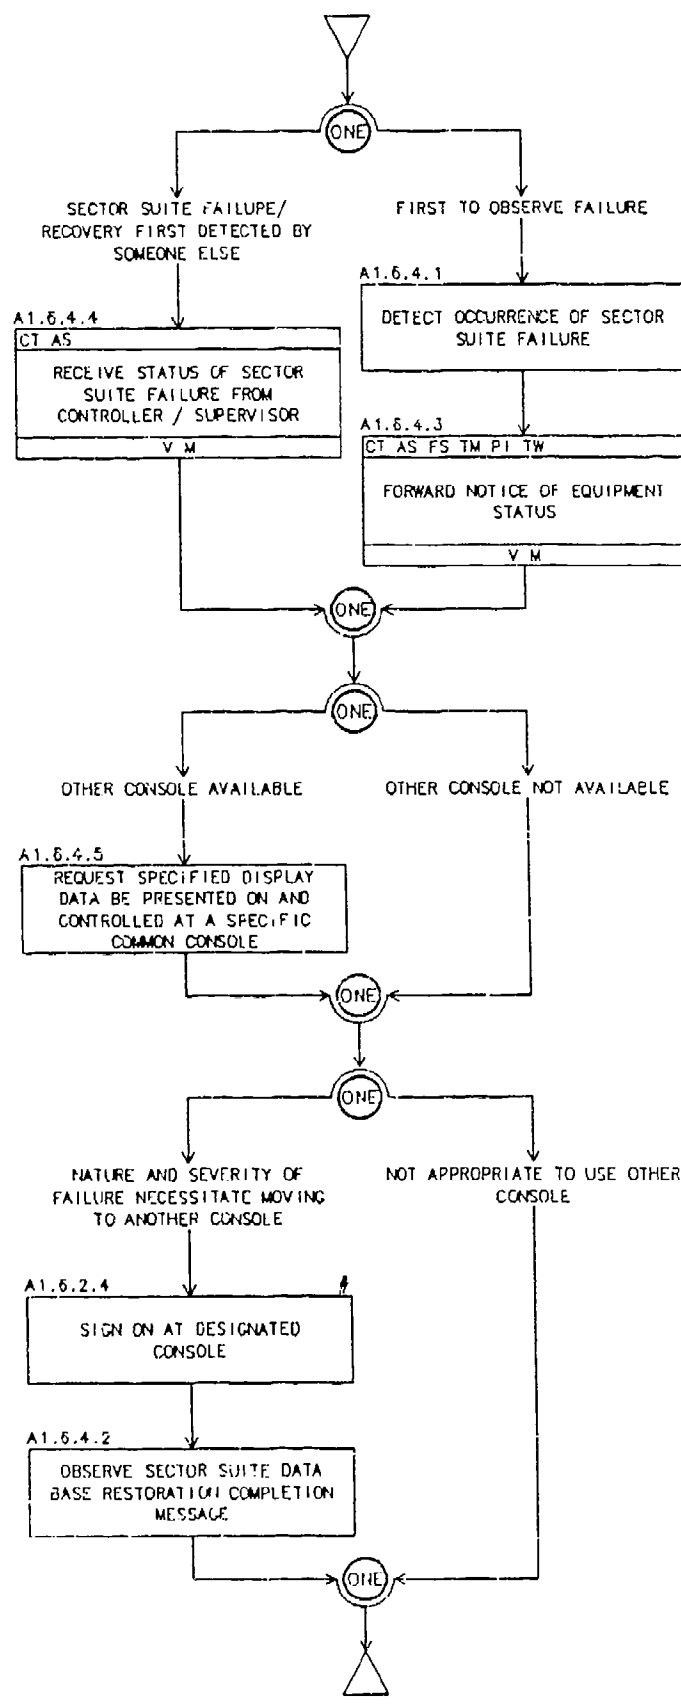 ONE
SECTOR SUITE FAILUPE/
RECOVERY FIRST DETECTED BY
SOMEONE ELSE
FIRST TO OBSERVE FAILURE
A1.6.4.4
CT AS
RECEIVE STATUS OF SECTOR
SUITE FAILURE FROM
CONTROLLER / SUPERVISOR
V M
A1.6.4.1
DETECT OCCURRENCE OF SECTOR
SUITE FAILURE
A1.6.4.3
CT AS FS TM PI TW
FORWARD NOTICE OF EQUIPMENT
STATUS
V M
ONE
ONE
OTHER CONSOLE AVAILABLE
OTHER CONSOLE NOT AVAILABLE
A1.6.4.5
REQUEST SPECIFIED DISPLAY
DATA BE PRESENTED ON AND
CONTROLLED AT A SPECIFIC
COMMON CONSOLE
ONE
ONE
NATURE AND SEVERITY OF
FAILURE NECESSITATE MOVING
TO ANOTHER CONSOLE
NOT APPROPRIATE TO USE OTHER
CONSOLE
A1.6.2.4
SIGN ON AT DESIGNATED
CONSOLE
A1.6.4.2
OBSERVE SECTOR SUITE DATA
BASE RESTORATION COMPLETION
MESSAGE
ONE